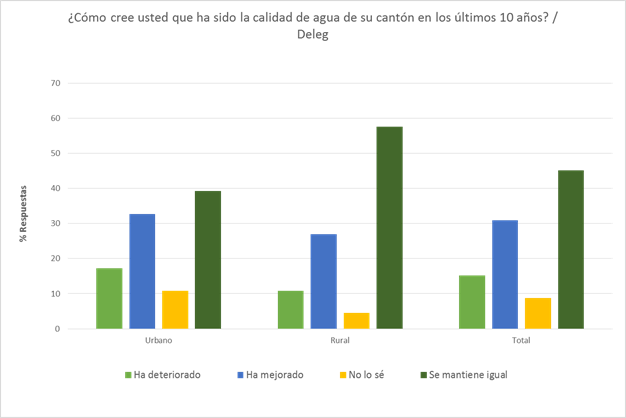 ¿Cómo cree usted que ha sido la calidad de agua de su cantón en los últimos 10 años? /
Deleg
70
60
50
40
30
20
10
0
% Respuestas
Urbano Rural Total
Ha deteriorado Ha mejorado No lo sé Se mantiene igual